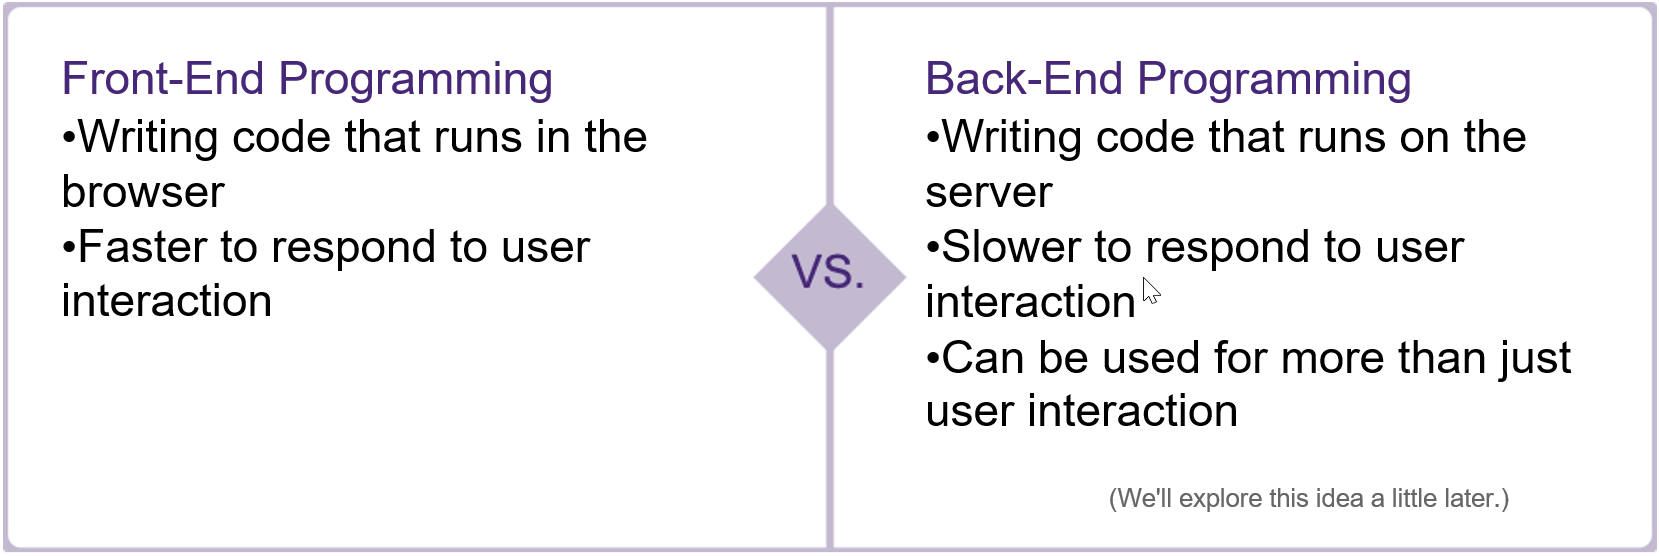 Front-End Programming
•Writing code that runs in the
browser
•Faster to respond to user
interaction
VS.
Back-End Programming
•Writing code that runs on the
server
•Slower to respond to user
interaction
•Can be used for more than just
user interaction
(We'll explore this idea a little later.)